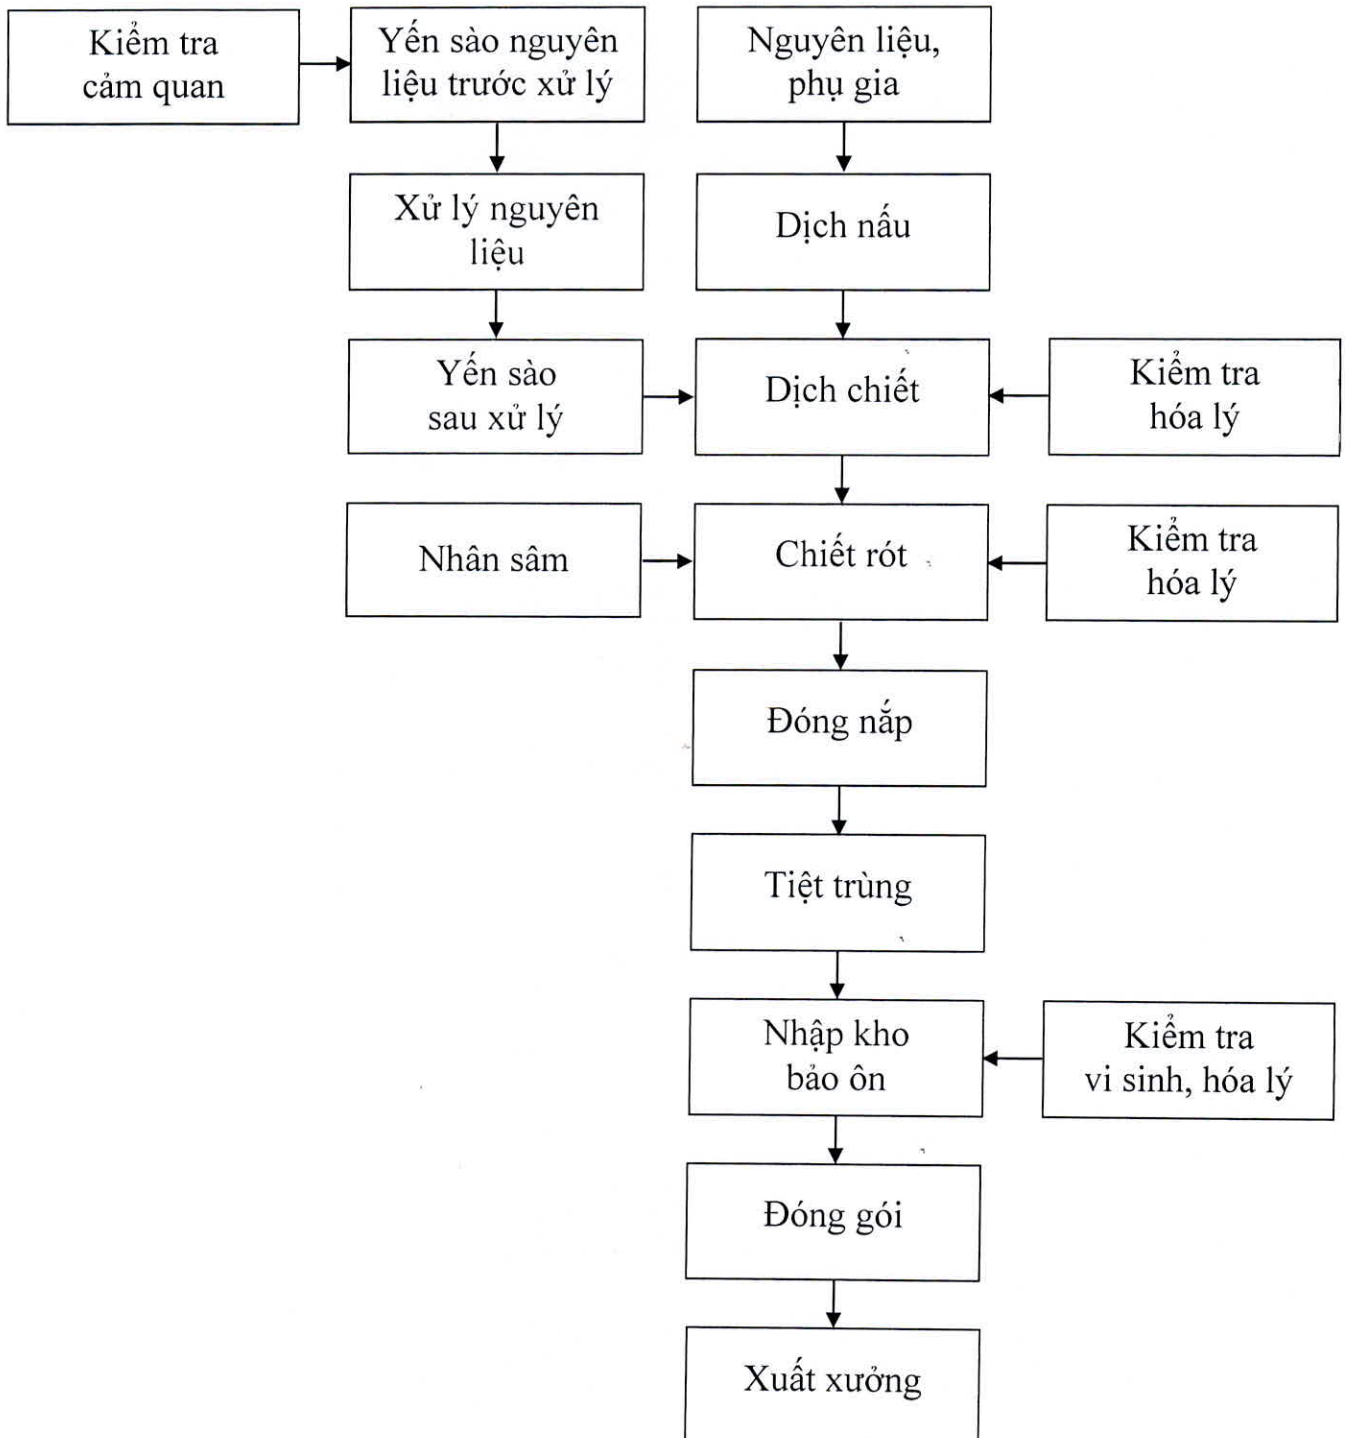 Kiểm tra
cảm quan
Yến sào nguyên
liệu trước xử lý
Nguyên liệu,
phụ gia
Xử lý nguyên
liệu
Dịch nấu
Yến sào
sau xử lý
Dịch chiết
Kiểm tra
hóa lý
Nhân sâm
Chiết rót
Kiểm tra
hóa lý
Đóng nắp
Tiệt trùng
Nhập kho
bảo ôn
Kiểm tra
vi sinh, hóa lý
Đóng gói
Xuất xưởng